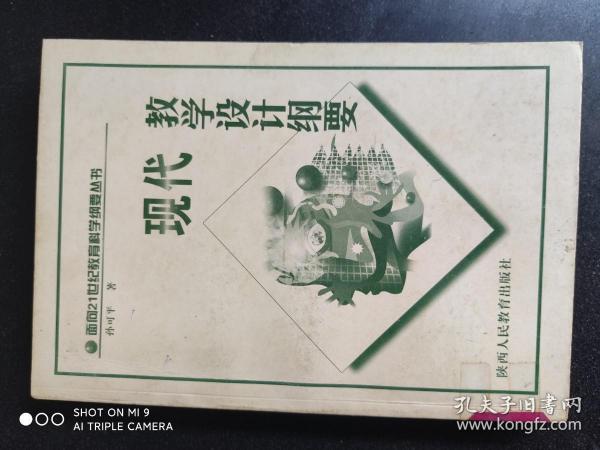 面向21世纪教育科学纲要丛书
孙可平 著
现代
教学设计纲要
陕西人民教育出版社
SHOT ON MI 9
AI TRIPLE CAMERA
孔夫子旧书网
www.kongfz.com